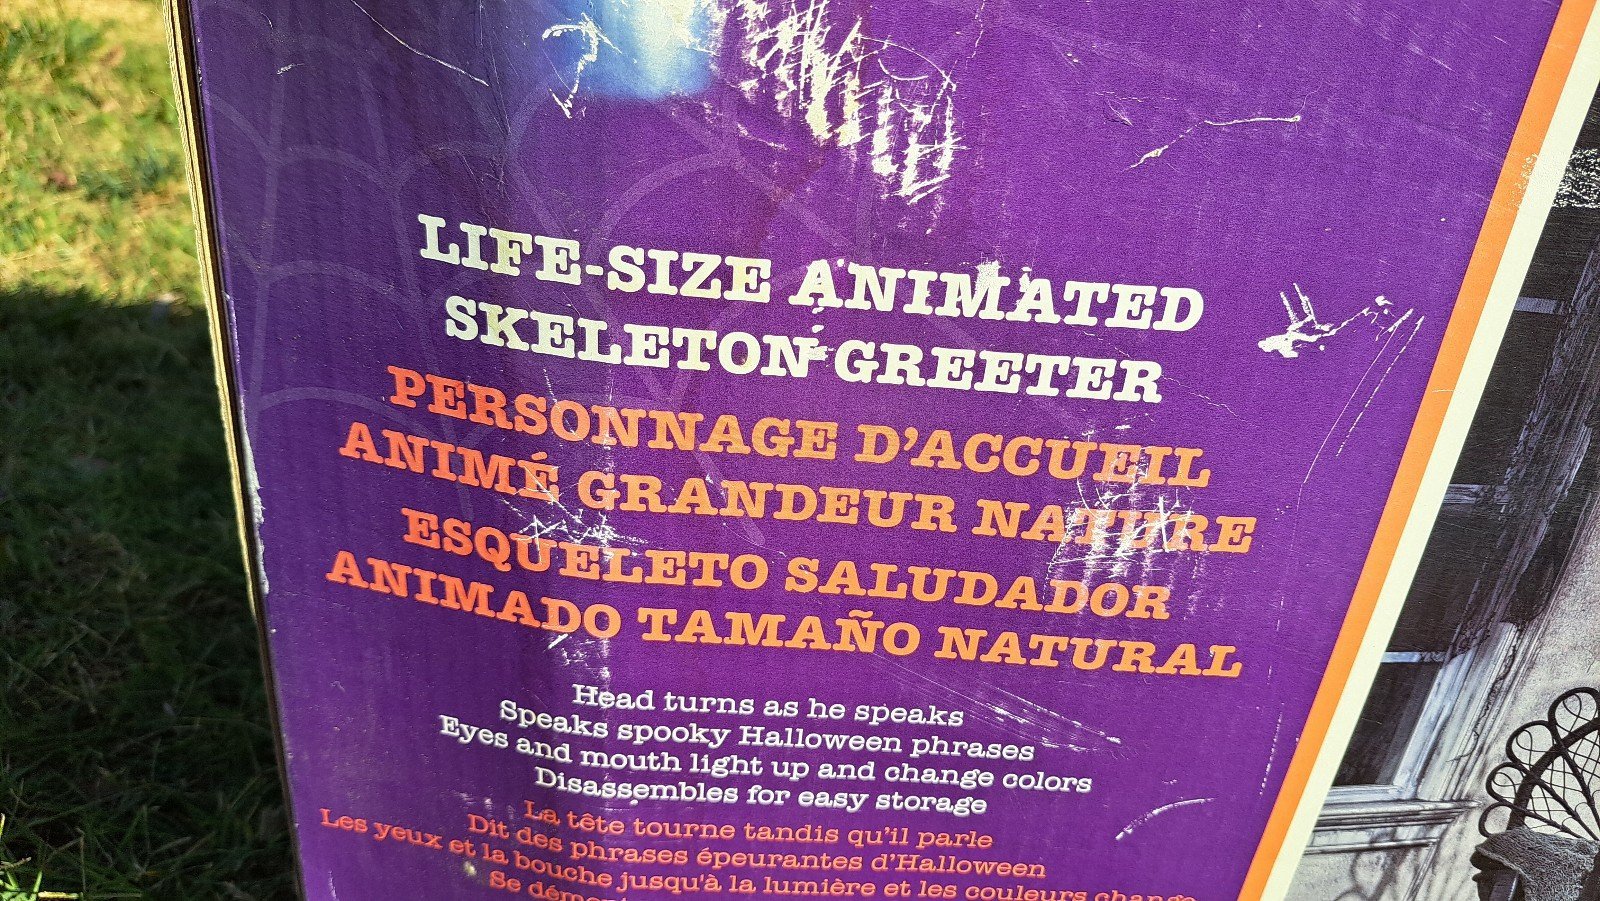 LIFE-SIZE ANIMATED
SKELETON GREETER
PERSONNAGE D'ACCUEIL
ANIMÉ GRANDEUR NATURE
ESQUELETO SALUDADOR
ANIMADO TAMAÑO NATURAL
Head turns as he speaks
Speaks spooky Halloween phrases
Eyes and mouth light up and change colors
Disassembles for easy storage
La tête tourne tandis qu'il parle
Dit des phrases épeurantes d'Halloween
Les yeux et la bouche jusqu'à la lumière et les couleurs change
Se